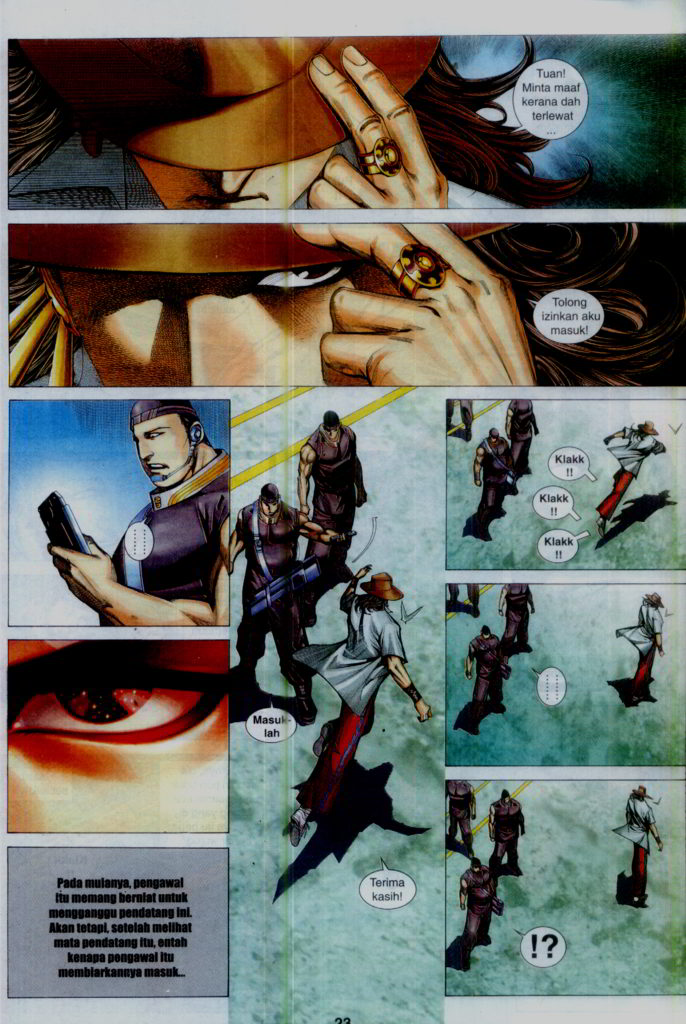 Tuan!
Minta maaf
kerana dah
terlewat
...
Tolong
izinkan aku
masuk!
Masuk-
lah
Terima
kasih!
Pada mulanya, pengawal
itu memang berniat untuk
mengganggu pendatang ini.
Akan tetapi, setelah melihat
mata pendatang itu, entah
kenapa pengawal itu
membiarkannya masuk...
Klakk
!!
Klakk
!!
Klakk
!!
!?
23